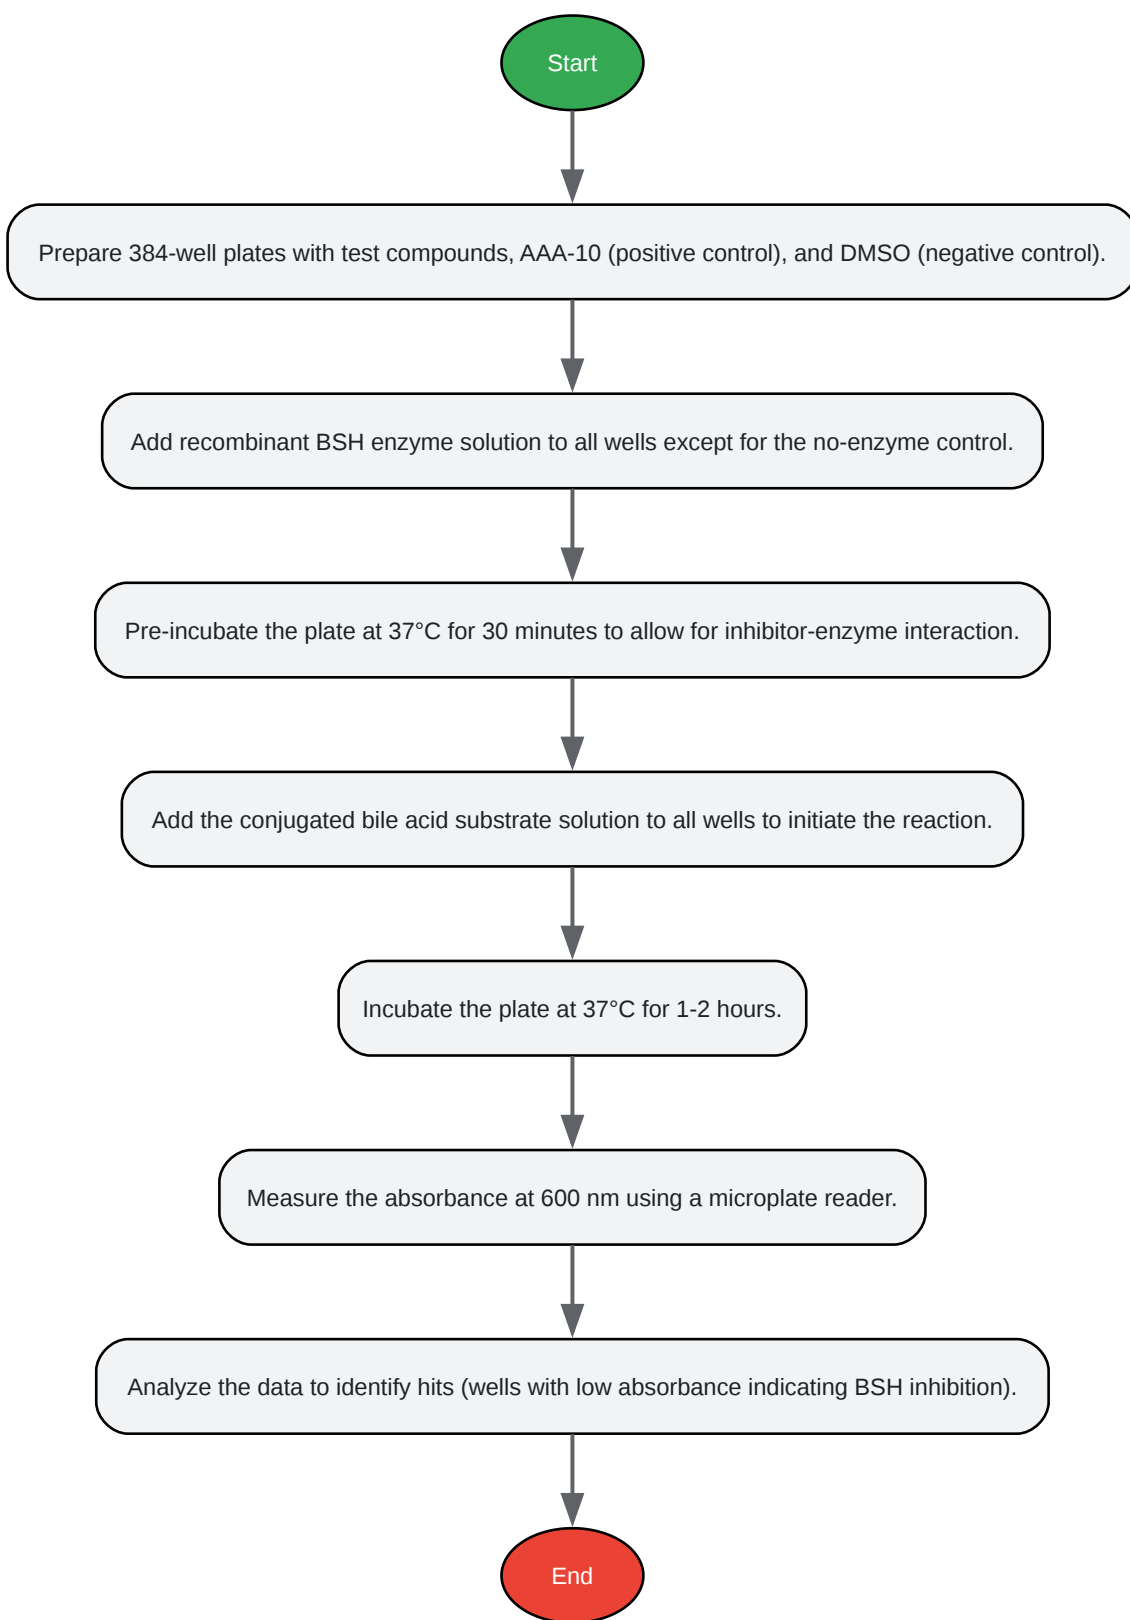 Start
Prepare 384-well plates with test compounds, AAA-10 (positive control), and DMSO (negative control).
Add recombinant BSH enzyme solution to all wells except for the no-enzyme control.
Pre-incubate the plate at 37°C for 30 minutes to allow for inhibitor-enzyme interaction.
Add the conjugated bile acid substrate solution to all wells to initiate the reaction.
Incubate the plate at 37°C for 1-2 hours.
Measure the absorbance at 600 nm using a microplate reader.
Analyze the data to identify hits (wells with low absorbance indicating BSH inhibition).
End